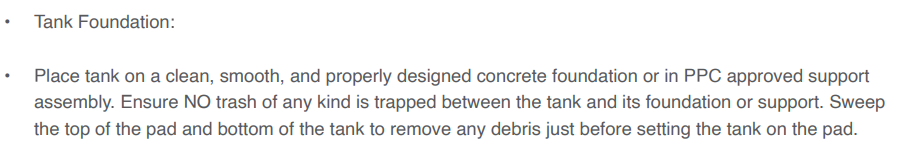 • Tank Foundation:
• Place tank on a clean, smooth, and properly designed concrete foundation or in PPC approved support
assembly. Ensure NO trash of any kind is trapped between the tank and its foundation or support. Sweep
the top of the pad and bottom of the tank to remove any debris just before setting the tank on the pad.